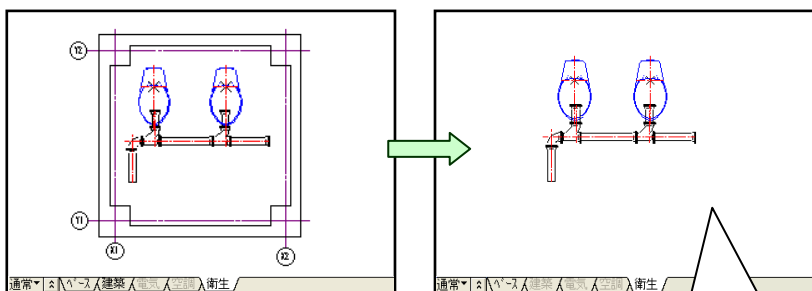 Y2
Y1
X1
X2
通常▼ ベース 建築 電気 空調 衛生
通常▼ ベース 建築 電気 空調 衛生